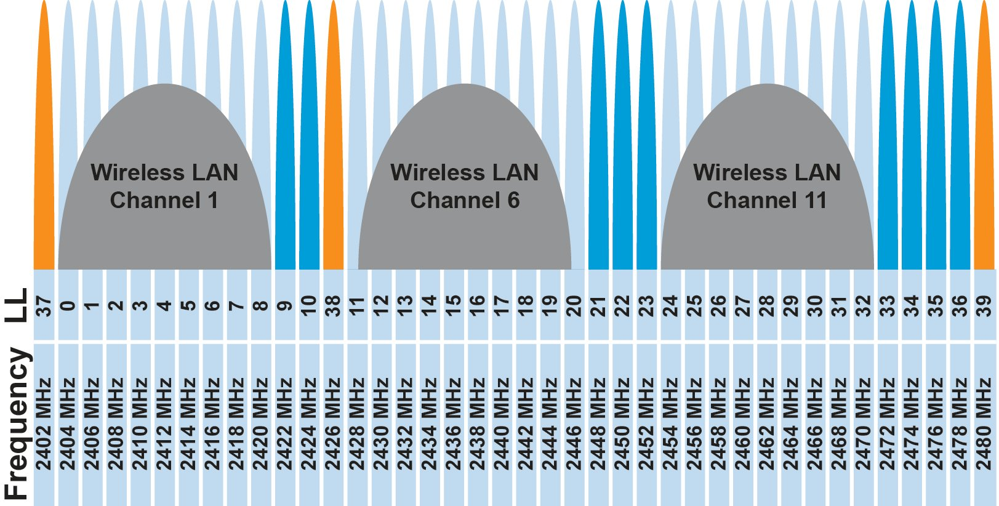 Wireless LAN
Channel 1
Wireless LAN
Channel 6
Wireless LAN
Channel 11
LL 37 0 1 2 3 4 5 6 7 8 9 10 38 11 12 13 14 15 16 17 18 19 20 21 22 23 24 25 26 27 28 29 30 31 32 33 34 35 36 39
Frequency 2402 MHz 2404 MHz 2406 MHz 2408 MHz 2410 MHz 2412 MHz 2414 MHz 2416 MHz 2418 MHz 2420 MHz 2422 MHz 2424 MHz 2426 MHz 2428 MHz 2430 MHz 2432 MHz 2434 MHz 2436 MHz 2438 MHz 2440 MHz 2442 MHz 2444 MHz 2446 MHz 2448 MHz 2450 MHz 2452 MHz 2454 MHz 2456 MHz 2458 MHz 2460 MHz 2462 MHz 2464 MHz 2466 MHz 2468 MHz 2470 MHz 2472 MHz 2474 MHz 2476 MHz 2478 MHz 2480 MHz